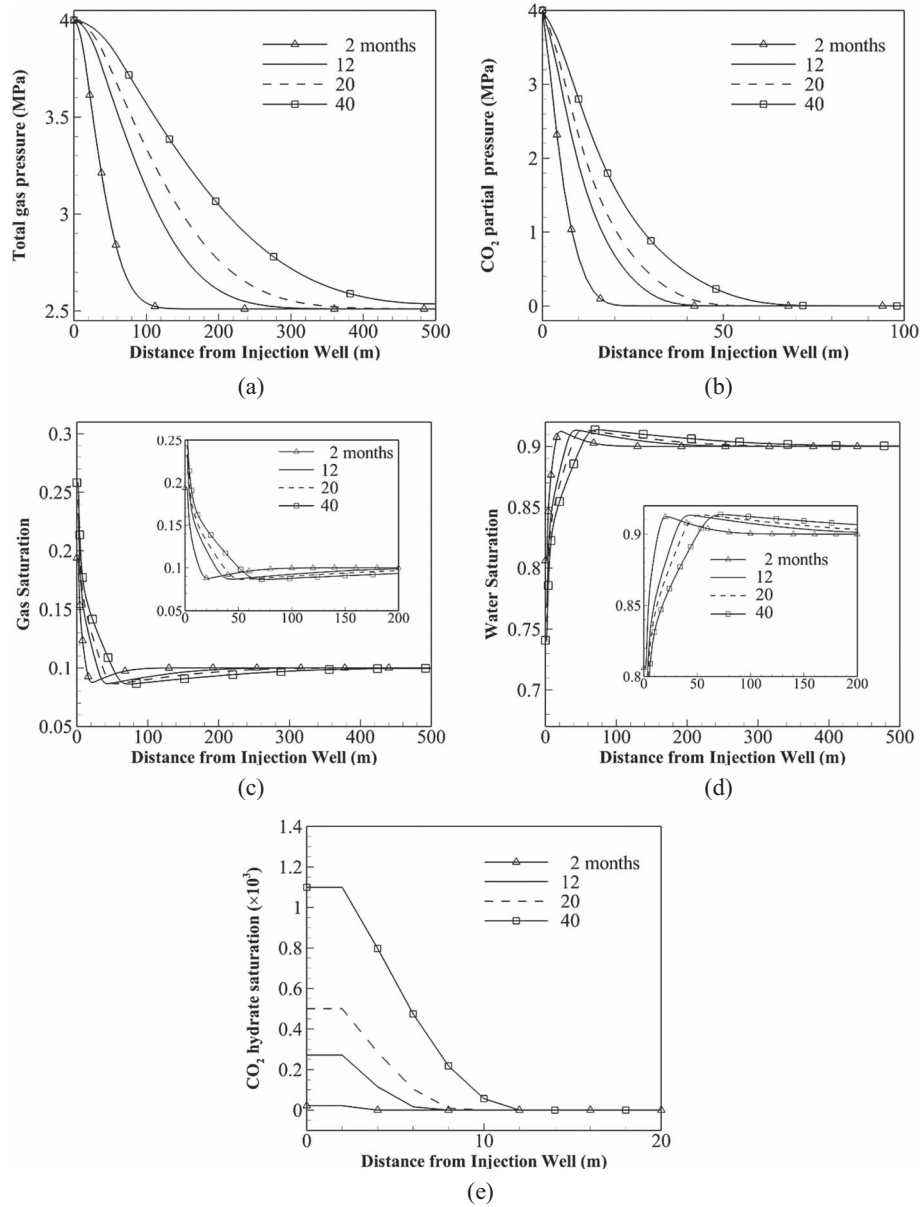 4
3.5
3
2.5
0 100 200 300 400 500
Total gas pressure (MPa)
Distance from Injection Well (m)
2 months
12
20
40
(a)
4
3
2
1
0
0 50 100
CO2 partial pressure (MPa)
Distance from Injection Well (m)
2 months
12
20
40
(b)
0.3
0.25
0.2
0.15
0.1
0.05
0 100 200 300 400 500
Gas Saturation
Distance from Injection Well (m)
0.25
0.2
0.15
0.1
0.05
0 50 100 150 200
2 months
12
20
40
(c)
0.9
0.85
0.8
0.75
0.7
0 100 200 300 400 500
Water Saturation
Distance from Injection Well (m)
0.9
0.85
0.8
0 50 100 150 200
2 months
12
20
40
(d)
1.4
1.2
1
0.8
0.6
0.4
0.2
0
0 10 20
CO2 hydrate saturation (×10³)
Distance from Injection Well (m)
2 months
12
20
40
(e)